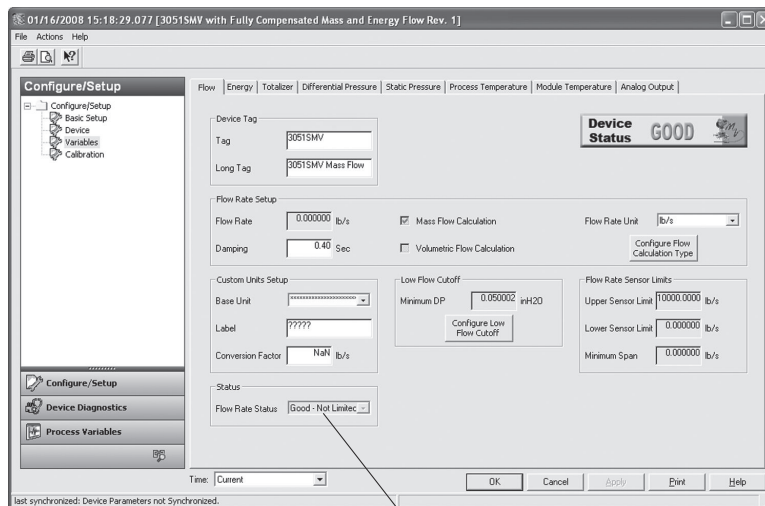 01/16/2008 15:18:29.077 [3051SMV with Fully Compensated Mass and Energy Flow Rev. 1]
File Actions Help
Configure/Setup
Configure/Setup
Basic Setup
Device
Variables
Calibration
Configure/Setup
Device Diagnostics
Process Variables
Flow Energy Totalizer Differential Pressure Static Pressure Process Temperature Module Temperature Analog Output
Device Tag
Tag 3051SMV
Long Tag 3051SMV Mass Flow
Device Status GOOD
Flow Rate Setup
Flow Rate 0.000000 lb/s
Mass Flow Calculation
Flow Rate Unit lb/s
Damping 0.40 Sec
Volumetric Flow Calculation
Configure Flow
Calculation Type
Custom Units Setup
Base Unit
Label ?????
Conversion Factor NaN lb/s
Low Flow Cutoff
Minimum DP 0.050002 inH2O
Configure Low
Flow Cutoff
Flow Rate Sensor Limits
Upper Sensor Limit 10000.0000 lb/s
Lower Sensor Limit 0.000000 lb/s
Minimum Span 0.000000 lb/s
Status
Flow Rate Status Good - Not Limitec
Time: Current
OK Cancel Apply Print Help
last synchronized: Device Parameters not Synchronized.